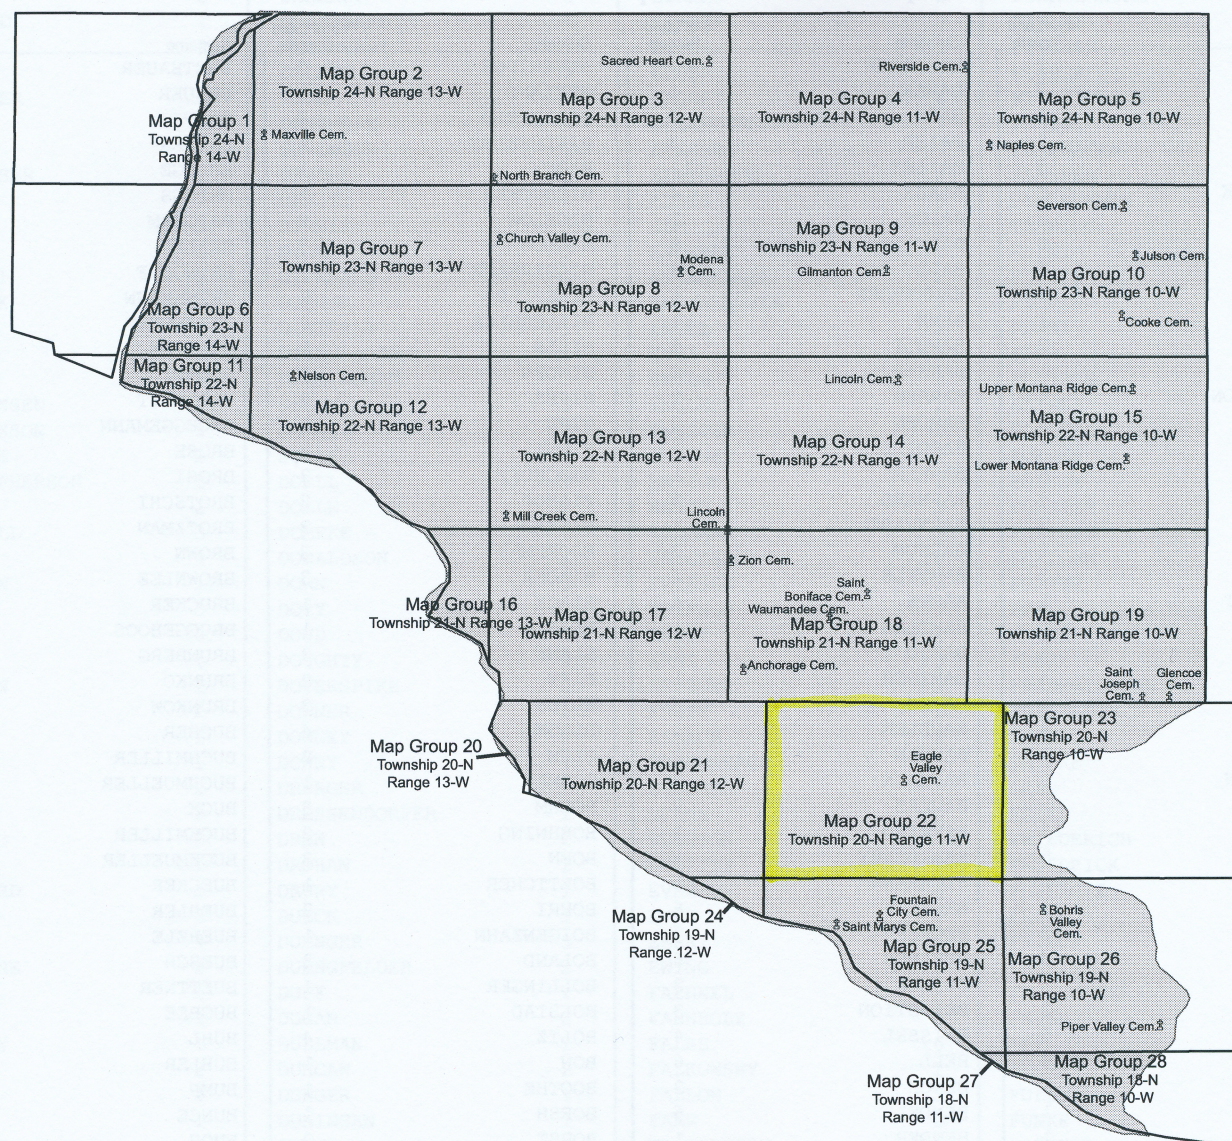 Map Group 1
Township 24-N
Range 14-W
Map Group 2
Township 24-N Range 13-W
Maxville Cem.
Sacred Heart Cem.
Map Group 3
Township 24-N Range 12-W
North Branch Cem.
Riverside Cem.
Map Group 4
Township 24-N Range 11-W
Map Group 5
Township 24-N Range 10-W
Naples Cem.
Map Group 6
Township 23-N
Range 14-W
Map Group 7
Township 23-N Range 13-W
Church Valley Cem.
Modena
Cem.
Map Group 8
Township 23-N Range 12-W
Map Group 9
Township 23-N Range 11-W
Gilmanton Cem.
Severson Cem.
Julson Cem.
Map Group 10
Township 23-N Range 10-W
Cooke Cem.
Map Group 11
Township 22-N
Range 14-W
Nelson Cem.
Map Group 12
Township 22-N Range 13-W
Map Group 13
Township 22-N Range 12-W
Mill Creek Cem.
Lincoln
Cem.
Lincoln Cem.
Map Group 14
Township 22-N Range 11-W
Upper Montana Ridge Cem.
Map Group 15
Township 22-N Range 10-W
Lower Montana Ridge Cem.
Map Group 16
Township 21-N Range 13-W
Map Group 17
Township 21-N Range 12-W
Zion Cem.
Saint
Boniface Cem.
Waumandee Cem.
Map Group 18
Township 21-N Range 11-W
Anchorage Cem.
Map Group 19
Township 21-N Range 10-W
Saint
Joseph
Cem.
Glencoe
Cem.
Map Group 20
Township 20-N
Range 13-W
Map Group 21
Township 20-N Range 12-W
Eagle
Valley
Cem.
Map Group 22
Township 20-N Range 11-W
Map Group 23
Township 20-N
Range 10-W
Map Group 24
Township 19-N
Range 12-W
Fountain
City Cem.
Saint Marys Cem.
Map Group 25
Township 19-N
Range 11-W
Bohris
Valley
Cem.
Map Group 26
Township 19-N
Range 10-W
Piper Valley Cem.
Map Group 27
Township 18-N
Range 11-W
Map Group 28
Township 18-N
Range 10-W